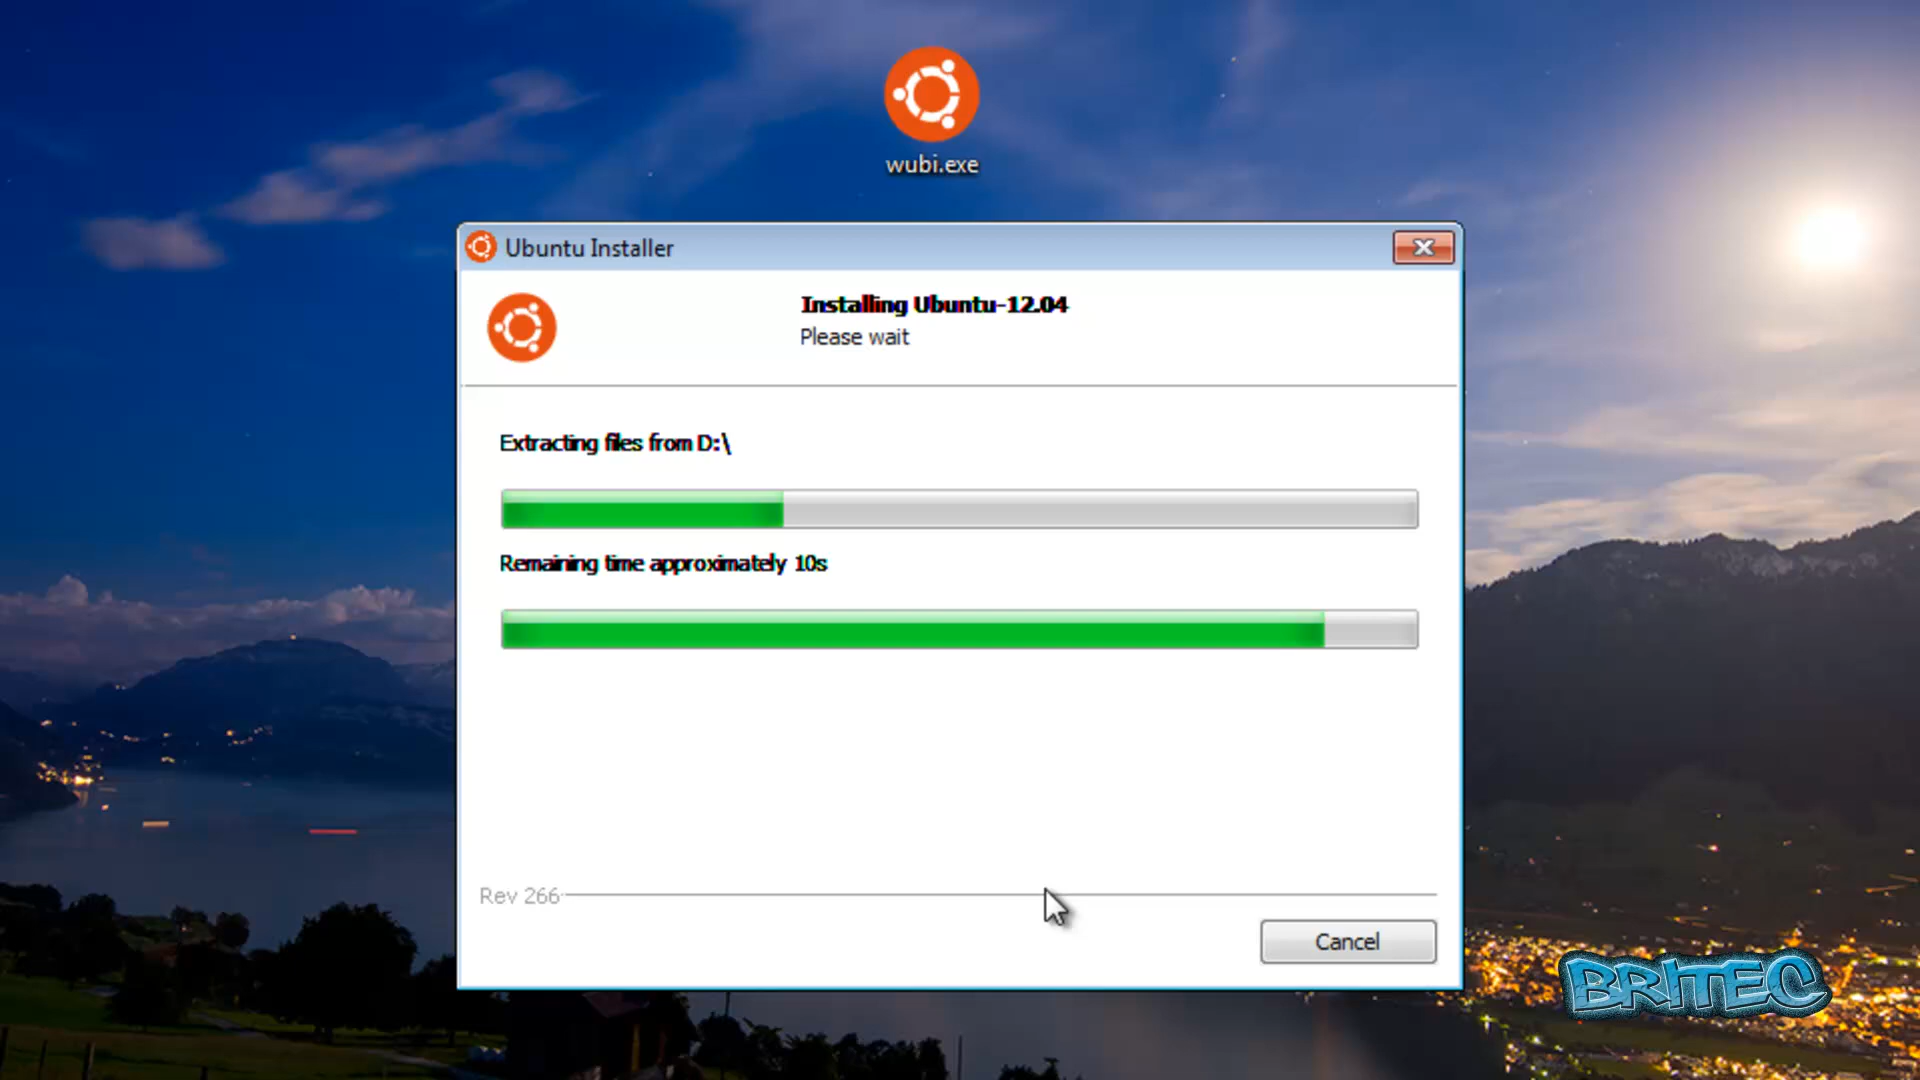 wubi.exe
Ubuntu Installer
Installing Ubuntu-12.04
Please wait
Extracting files from D:\
Remaining time approximately 10s
Rev 266
Cancel
BRITEC